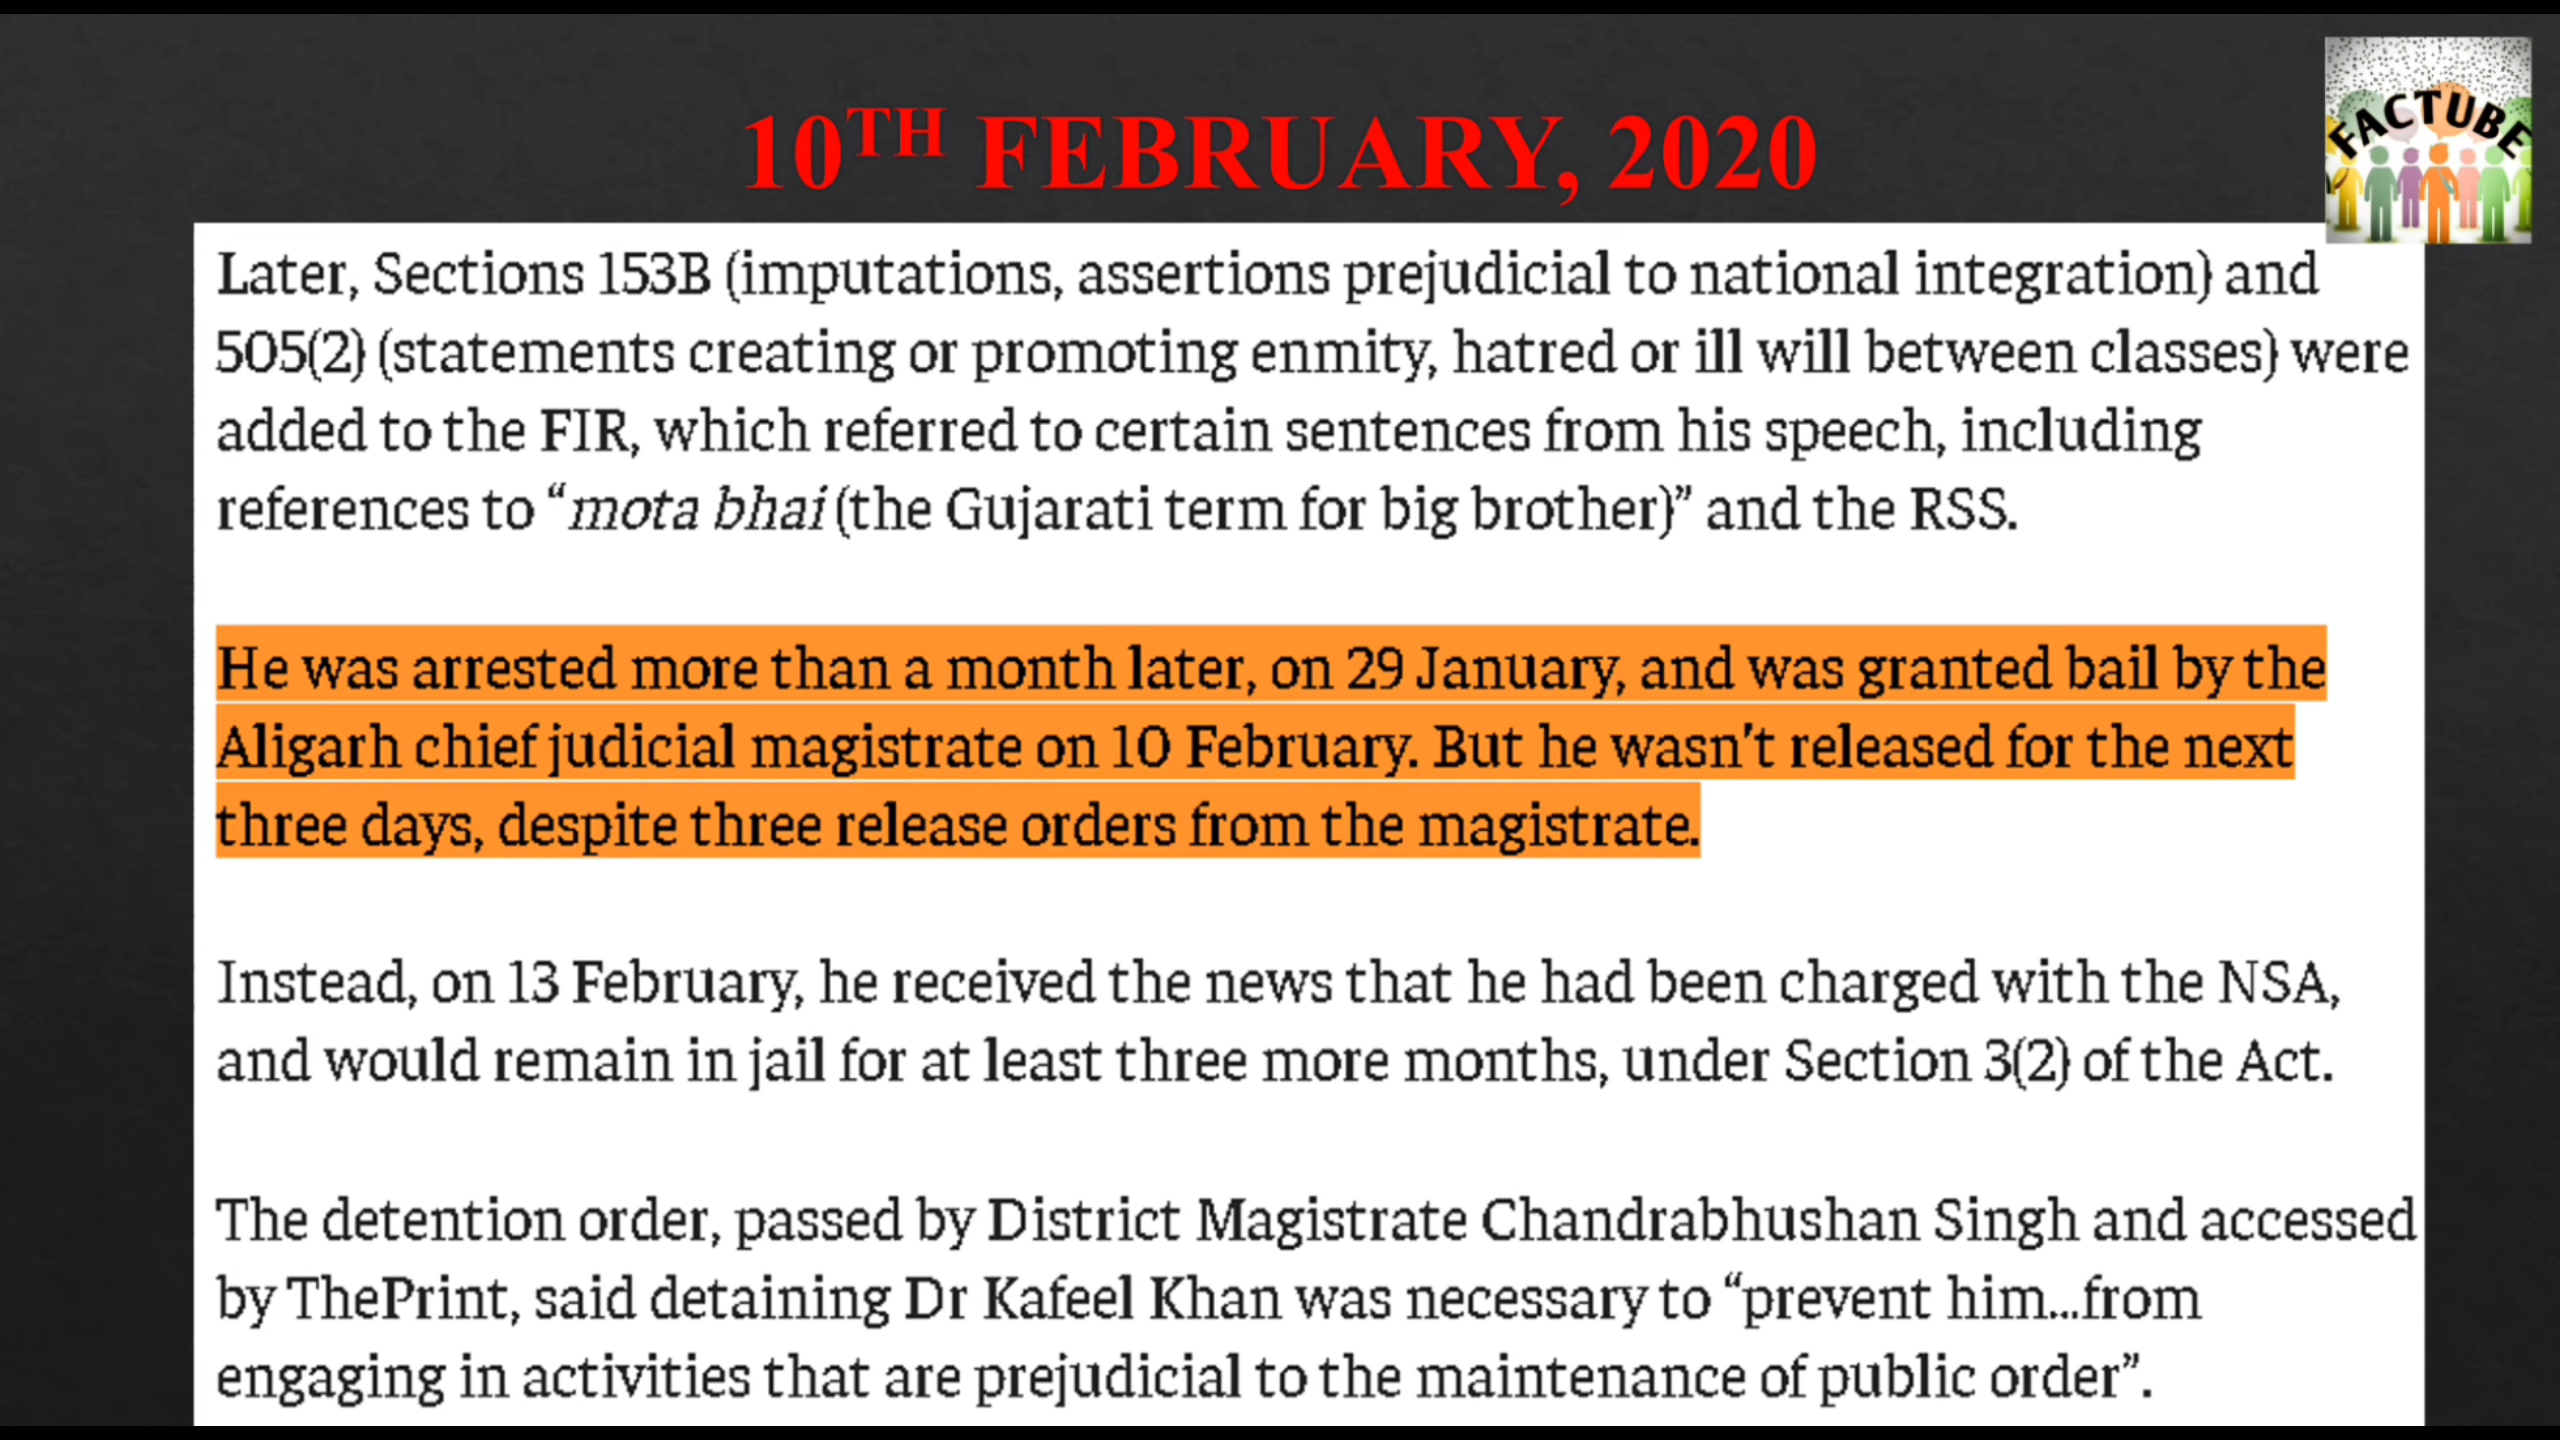 10TH FEBRUARY, 2020
FACTUBE
Later, Sections 153B (imputations, assertions prejudicial to national integration) and
505(2) (statements creating or promoting enmity, hatred or ill will between classes) were
added to the FIR, which referred to certain sentences from his speech, including
references to “mota bhai (the Gujarati term for big brother)” and the RSS.
He was arrested more than a month later, on 29 January, and was granted bail by the
Aligarh chief judicial magistrate on 10 February. But he wasn't released for the next
three days, despite three release orders from the magistrate.
Instead, on 13 February, he received the news that he had been charged with the NSA,
and would remain in jail for at least three more months, under Section 3(2) of the Act.
The detention order, passed by District Magistrate Chandrabhushan Singh and accessed
by ThePrint, said detaining Dr Kafeel Khan was necessary to “prevent him...from
engaging in activities that are prejudicial to the maintenance of public order”.